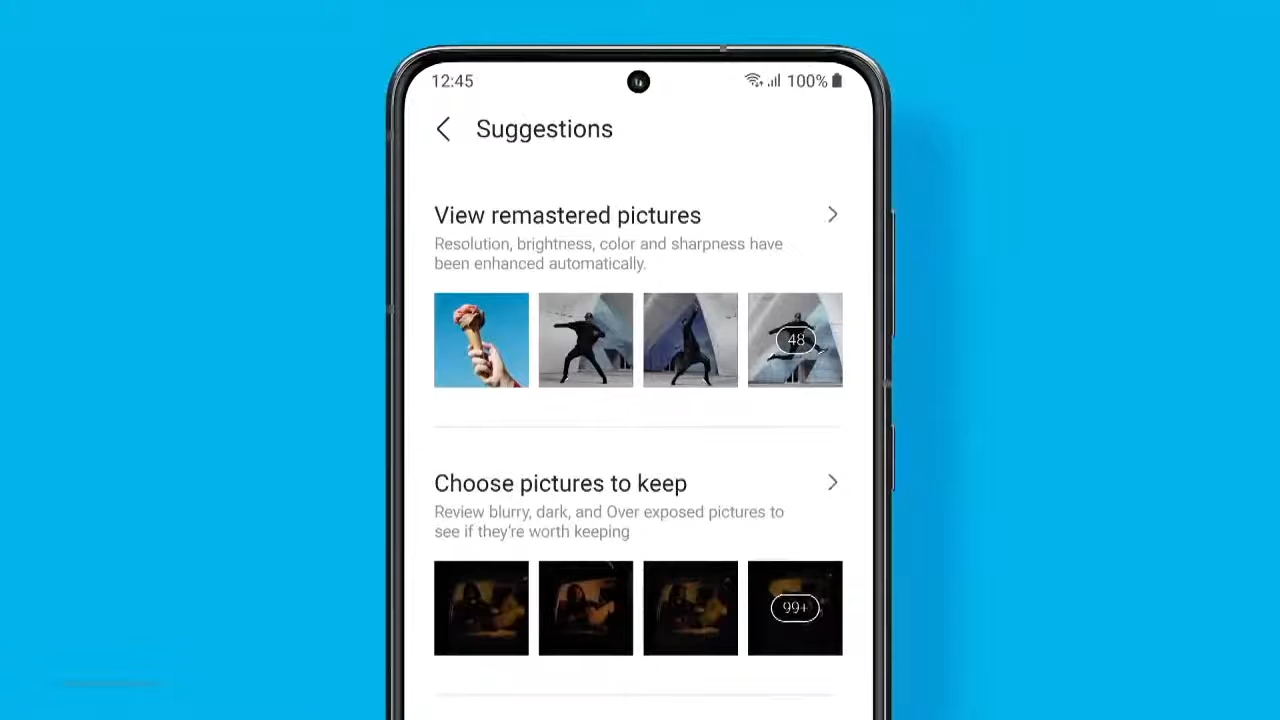 12:45
100%
Suggestions
View remastered pictures
Resolution, brightness, color and sharpness have
been enhanced automatically.
48
Choose pictures to keep
Review blurry, dark, and Over exposed pictures to
see if they're worth keeping
99+